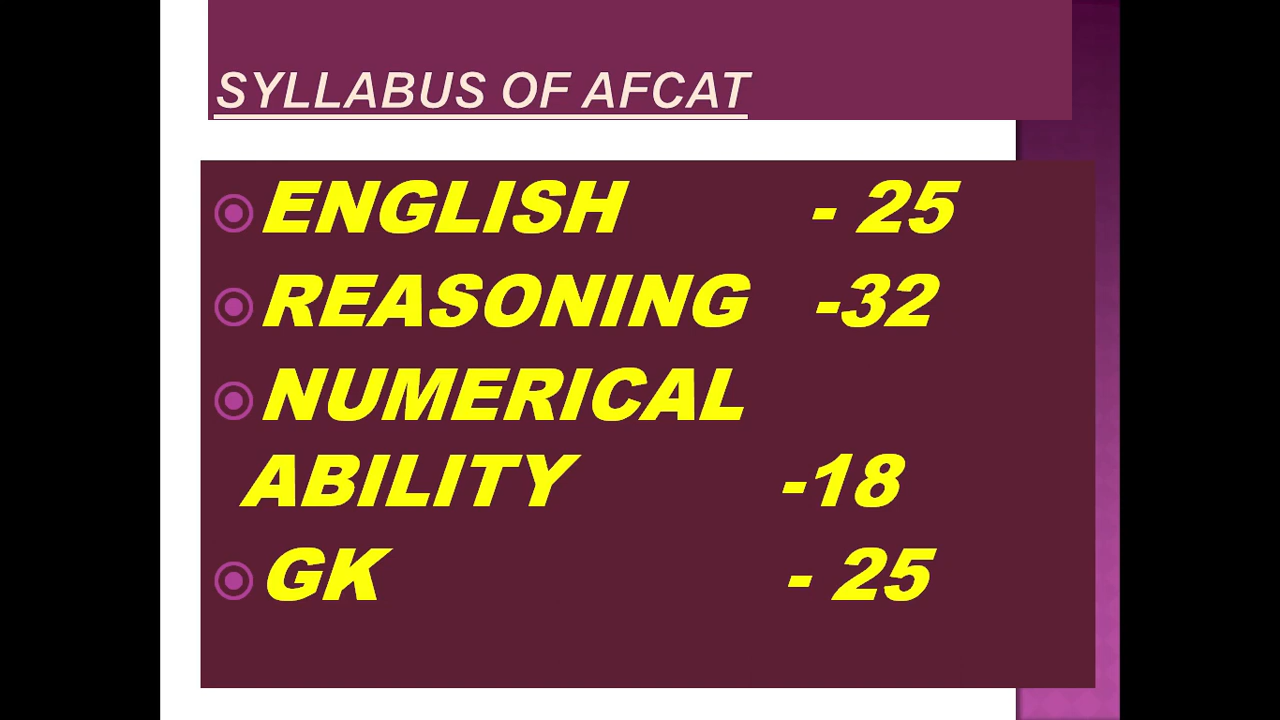 SYLLABUS OF AFCAT
ENGLISH - 25
REASONING -32
NUMERICAL
ABILITY -18
GK - 25